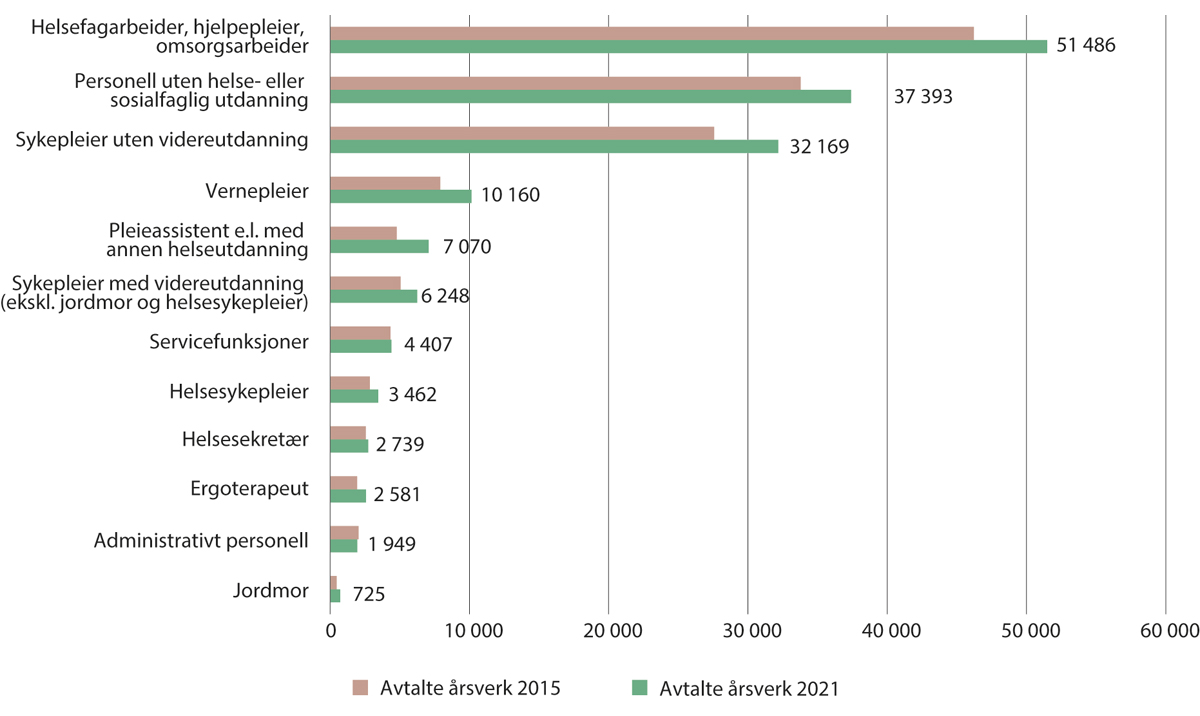 Helsefagarbeider, hjelpepleier,
omsorgsarbeider
51 486
Personell uten helse- eller
sosialfaglig utdanning
37 393
Sykepleier uten videreutdanning
32 169
Vernepleier
10 160
Pleieassistent e.l. med
annen helseutdanning
7 070
Sykepleier med videreutdanning
(ekskl. jordmor og helsesykepleier)
6 248
Servicefunksjoner
4 407
Helsesykepleier
3 462
Helsesekretær
2 739
Ergoterapeut
2 581
Administrativt personell
1 949
Jordmor
725
0 10 000 20 000 30 000 40 000 50 000 60 000
Avtalte årsverk 2015 Avtalte årsverk 2021